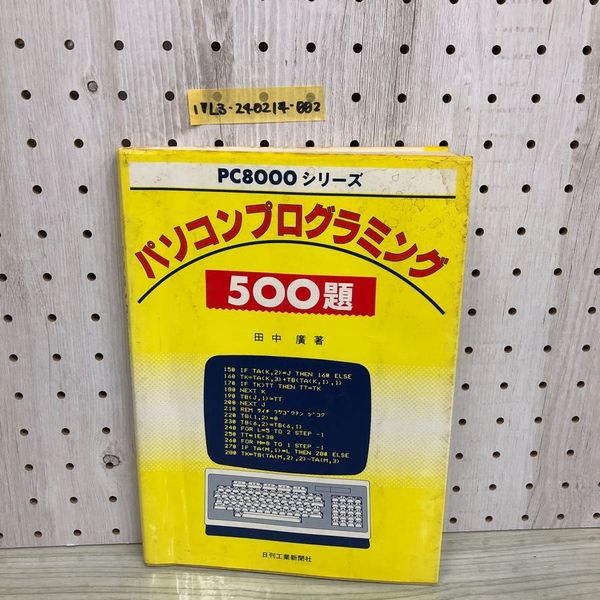 1VL3-240214-002
PC8000シリーズ
パソコンプログラミング
500題
田中 廣 著
150 IF TA(K,2)=J THEN 160 ELSE
160 TK=TA(K,3)+TB(TA(K,1),1)
170 IF TK>TT THEN TT=TK
180 NEXT K
190 TB(J,1)=TT
200 NEXT J
210 REM サイチ
220 TB(1,2)=0
230 TB(6,2)=TB(6,1)
240 FOR L=5 TO 2 STEP -1
250 TT=1E+38
260 FOR M=8 TO 1 STEP -1
270 IF TA(M,1)=L THEN 280 ELSE
280 TK=TB(TA(M,2),2)-TA(M,3)
日刊工業新聞社